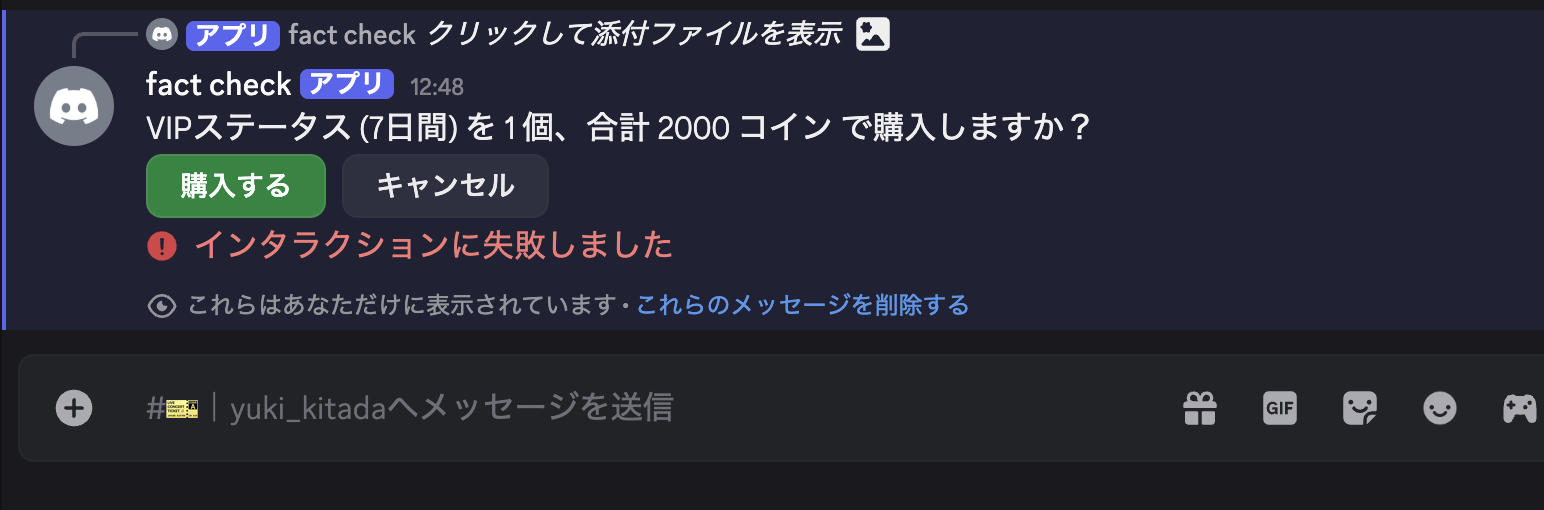 アプリ fact check クリックして添付ファイルを表示
fact check アプリ 12:48
VIPステータス (7日間) を 1 個、合計 2000 コイン で購入しますか？
購入する キャンセル
インタラクションに失敗しました
これらはあなただけに表示されています • これらのメッセージを削除する
#🎫｜yuki_kitadaへメッセージを送信
GIF